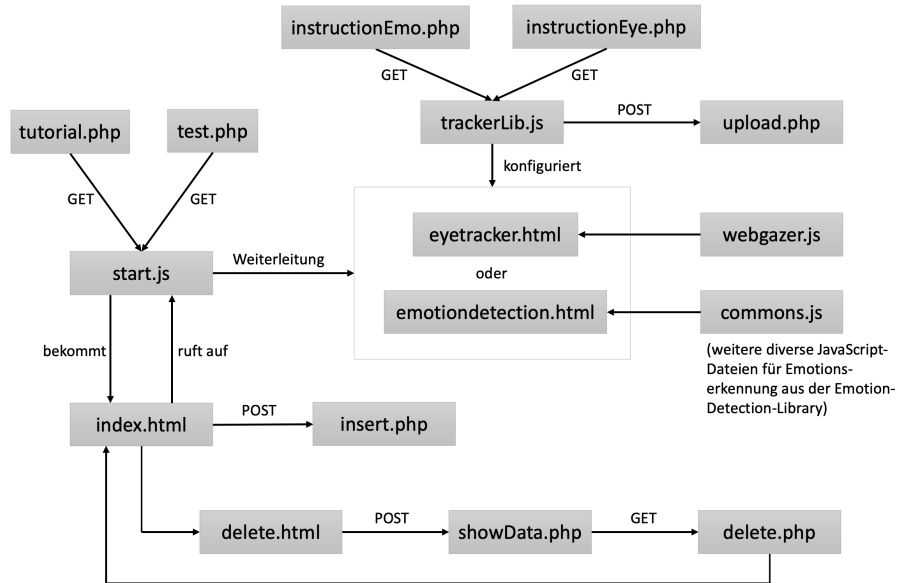 instructionEmo.php
instructionEye.php
GET
GET
tutorial.php
test.php
trackerLib.js
POST
upload.php
konfiguriert
GET
GET
eyetracker.html
webgazer.js
Weiterleitung
start.js
oder
emotiondetection.html
commons.js
bekommt
ruft auf
(weitere diverse JavaScript-
Dateien für Emotions-
erkennung aus der Emotion-
Detection-Library)
index.html
POST
insert.php
delete.html
POST
showData.php
GET
delete.php